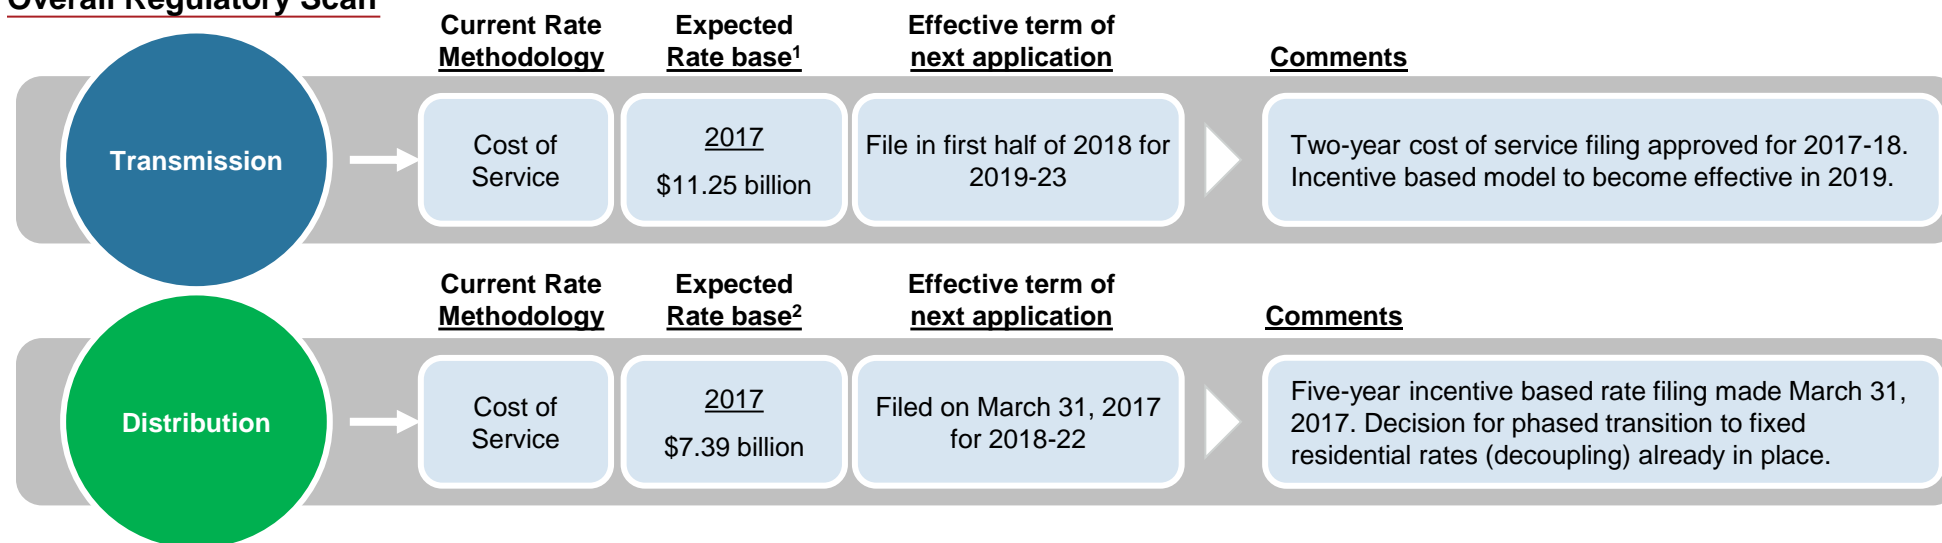 Overall Regulatory Scan
Current Rate Methodology
Expected Rate base¹
Effective term of next application
Comments
Transmission
Cost of Service
2017
$11.25 billion
File in first half of 2018 for 2019-23
Two-year cost of service filing approved for 2017-18.
Incentive based model to become effective in 2019.
Current Rate Methodology
Expected Rate base²
Effective term of next application
Comments
Distribution
Cost of Service
2017
$7.39 billion
Filed on March 31, 2017 for 2018-22
Five-year incentive based rate filing made March 31,
2017. Decision for phased transition to fixed
residential rates (decoupling) already in place.